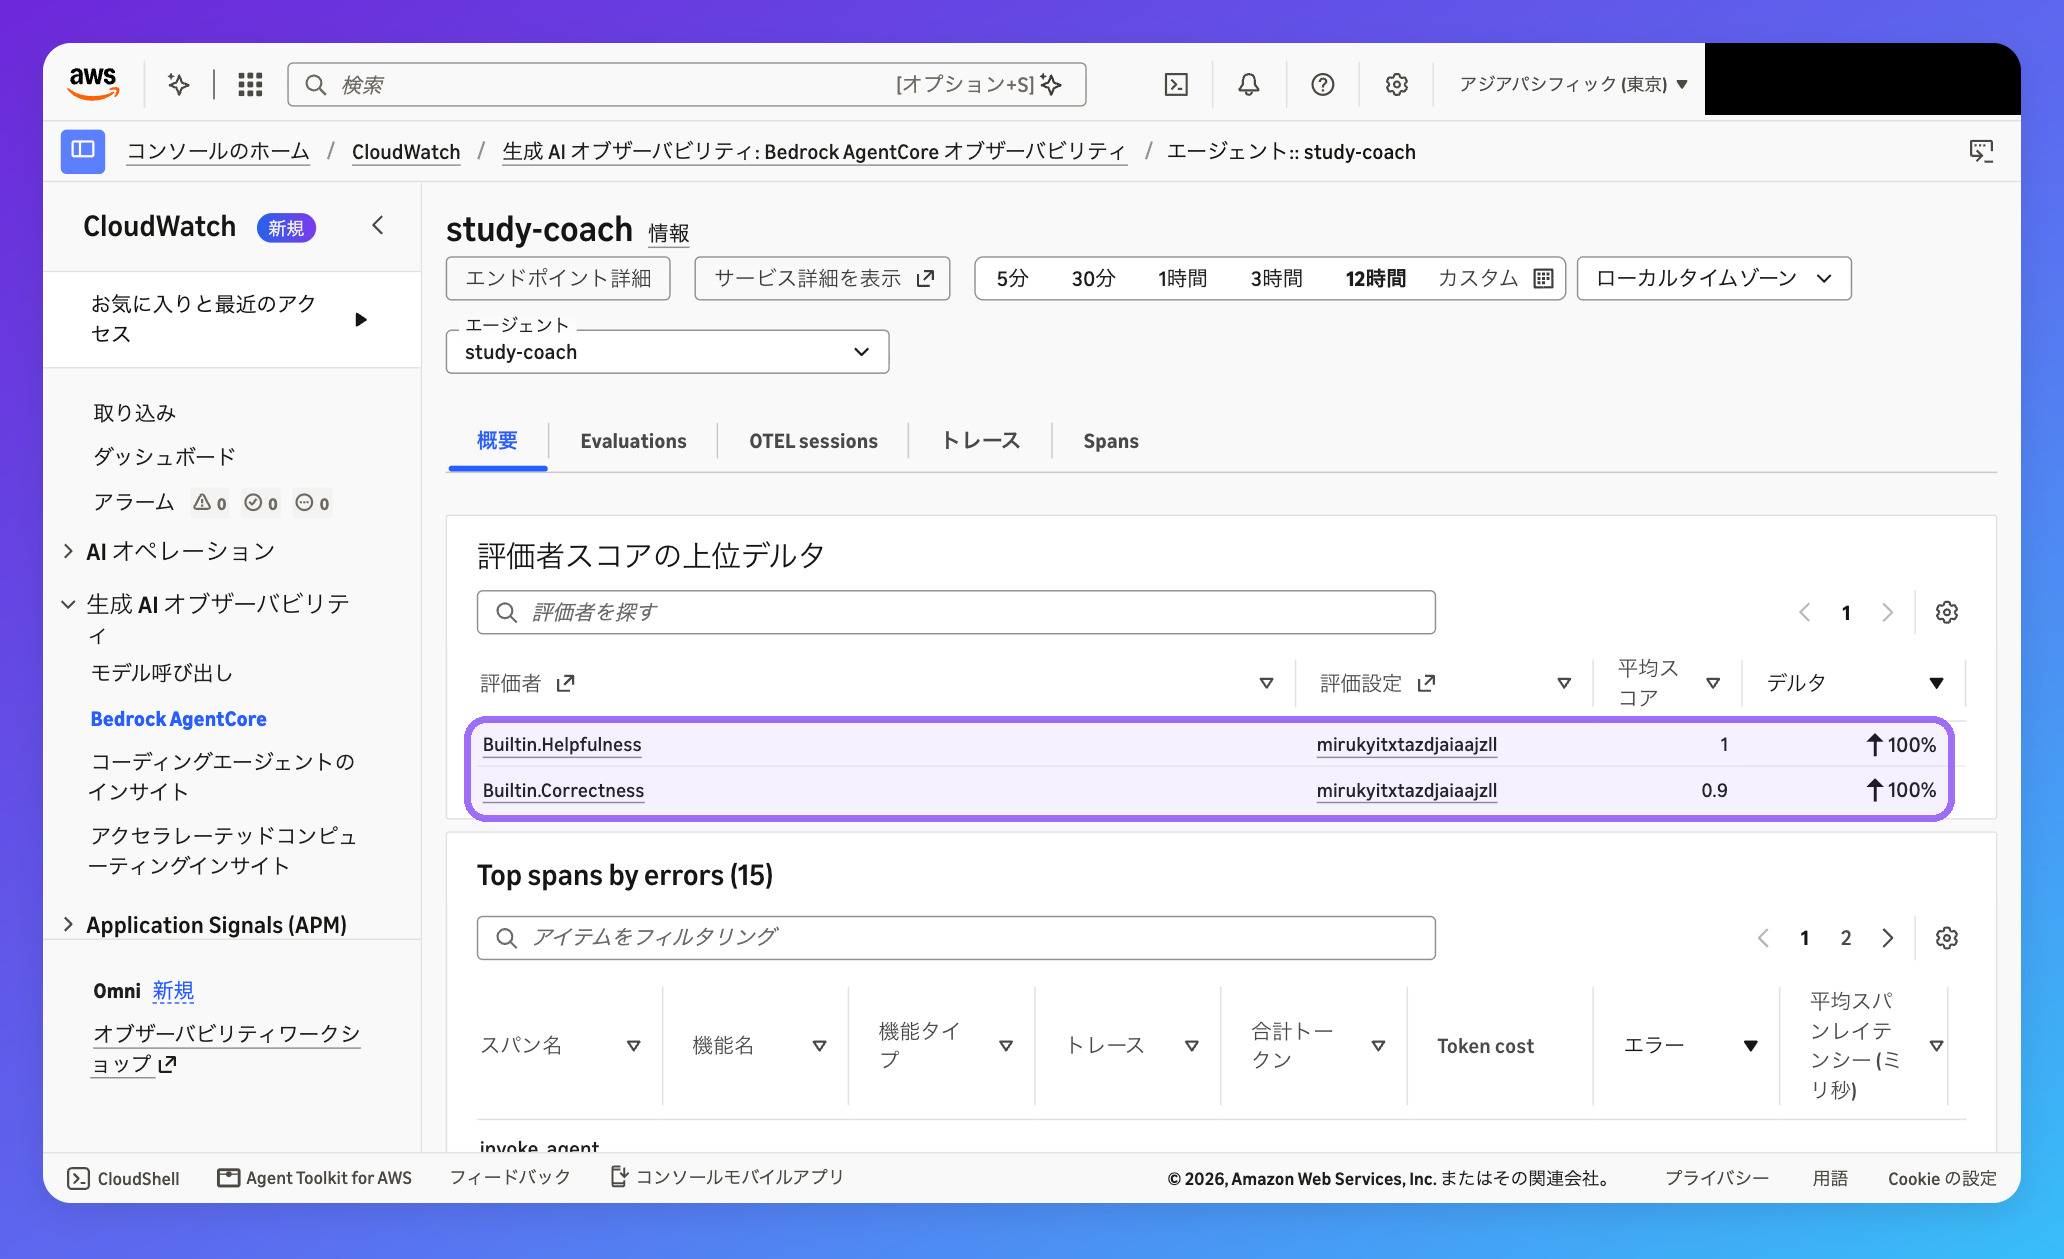 aws
検索
[オプション+S]
アジアパシフィック (東京) ▼
コンソールのホーム / CloudWatch / 生成 AI オブザーバビリティ: Bedrock AgentCore オブザーバビリティ / エージェント:: study-coach
CloudWatch 新規
お気に入りと最近のアク
セス
取り込み
ダッシュボード
アラーム 0 0 0
AI オペレーション
生成 AI オブザーバビリテ
ィ
モデル呼び出し
Bedrock AgentCore
コーディングエージェントの
インサイト
アクセラレーテッドコンピュ
ーティングインサイト
Application Signals (APM)
Omni 新規
オブザーバビリティワークシ
ョップ
study-coach 情報
エンドポイント詳細
サービス詳細を表示
5分 30分 1時間 3時間 12時間 カスタム
ローカルタイムゾーン
エージェント
study-coach
概要
Evaluations
OTEL sessions
トレース
Spans
評価者スコアの上位デルタ
評価者を探す
1
評価者
評価設定
平均ス
コア
デルタ
Builtin.Helpfulness mirukyitxtazdjaiaajzll 1 ↑ 100%
Builtin.Correctness mirukyitxtazdjaiaajzll 0.9 ↑ 100%
Top spans by errors (15)
アイテムをフィルタリング
1 2
スパン名
機能名
機能タイ
プ
トレース
合計トー
クン
Token cost
エラー
平均スパ
ンレイテ
ンシー (ミ
リ秒)
invoke_agent
CloudShell
Agent Toolkit for AWS
フィードバック
コンソールモバイルアプリ
© 2026, Amazon Web Services, Inc. またはその関連会社。
プライバシー
用語
Cookie の設定